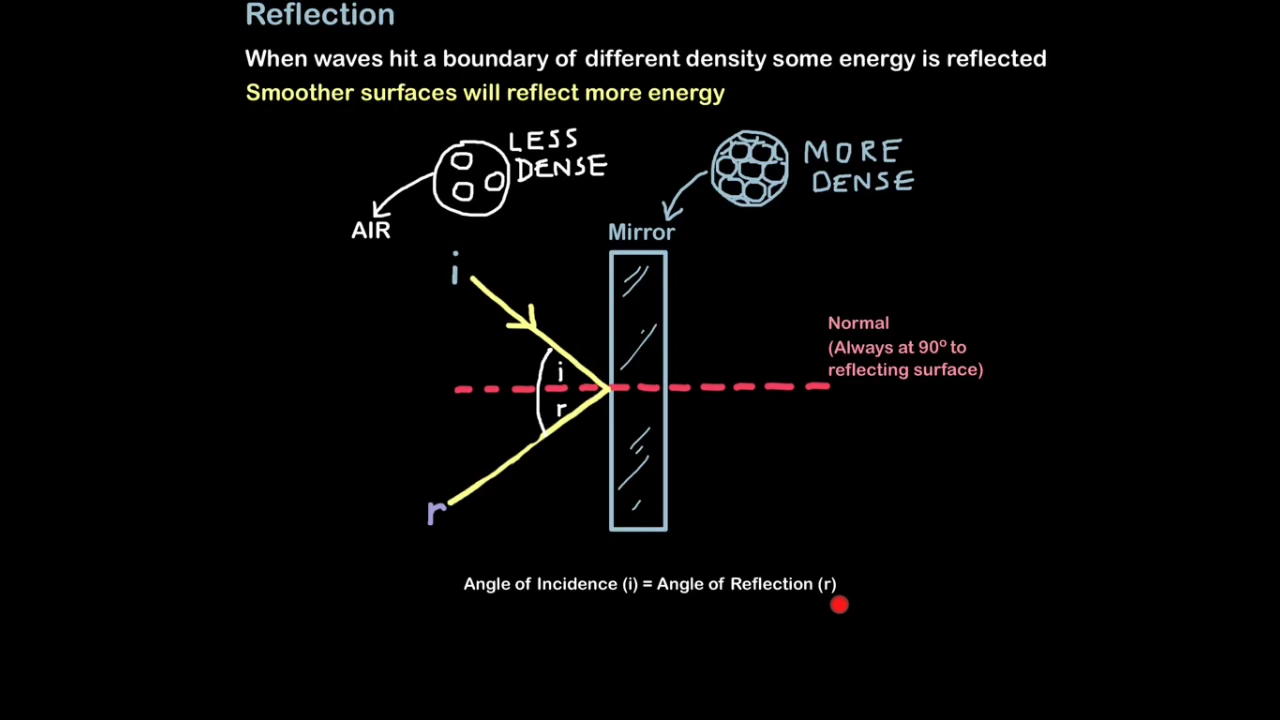 Reflection
When waves hit a boundary of different density some energy is reflected
Smoother surfaces will reflect more energy
LESS
DENSE
MORE
DENSE
AIR
Mirror
i
Normal
(Always at 90º to
reflecting surface)
i
r
r
Angle of Incidence (i) = Angle of Reflection (r)